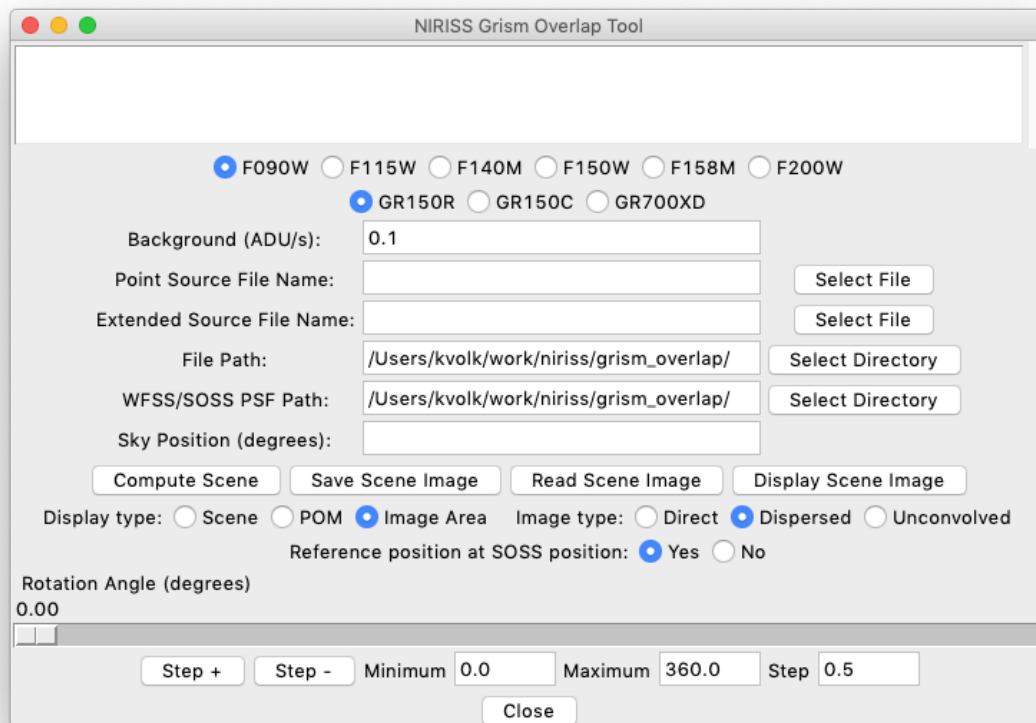 NIRISS Grism Overlap Tool
F090W F115W F140M F150W F158M F200W
GR150R GR150C GR700XD
Background (ADU/s): 0.1
Point Source File Name: Select File
Extended Source File Name: Select File
File Path: /Users/kvolk/work/niriss/grism_overlap/ Select Directory
WFSS/SOSS PSF Path: /Users/kvolk/work/niriss/grism_overlap/ Select Directory
Sky Position (degrees):
Compute Scene Save Scene Image Read Scene Image Display Scene Image
Display type: Scene POM Image Area Image type: Direct Dispersed Unconvolved
Reference position at SOSS position: Yes No
Rotation Angle (degrees)
0.00
Step + Step - Minimum 0.0 Maximum 360.0 Step 0.5
Close